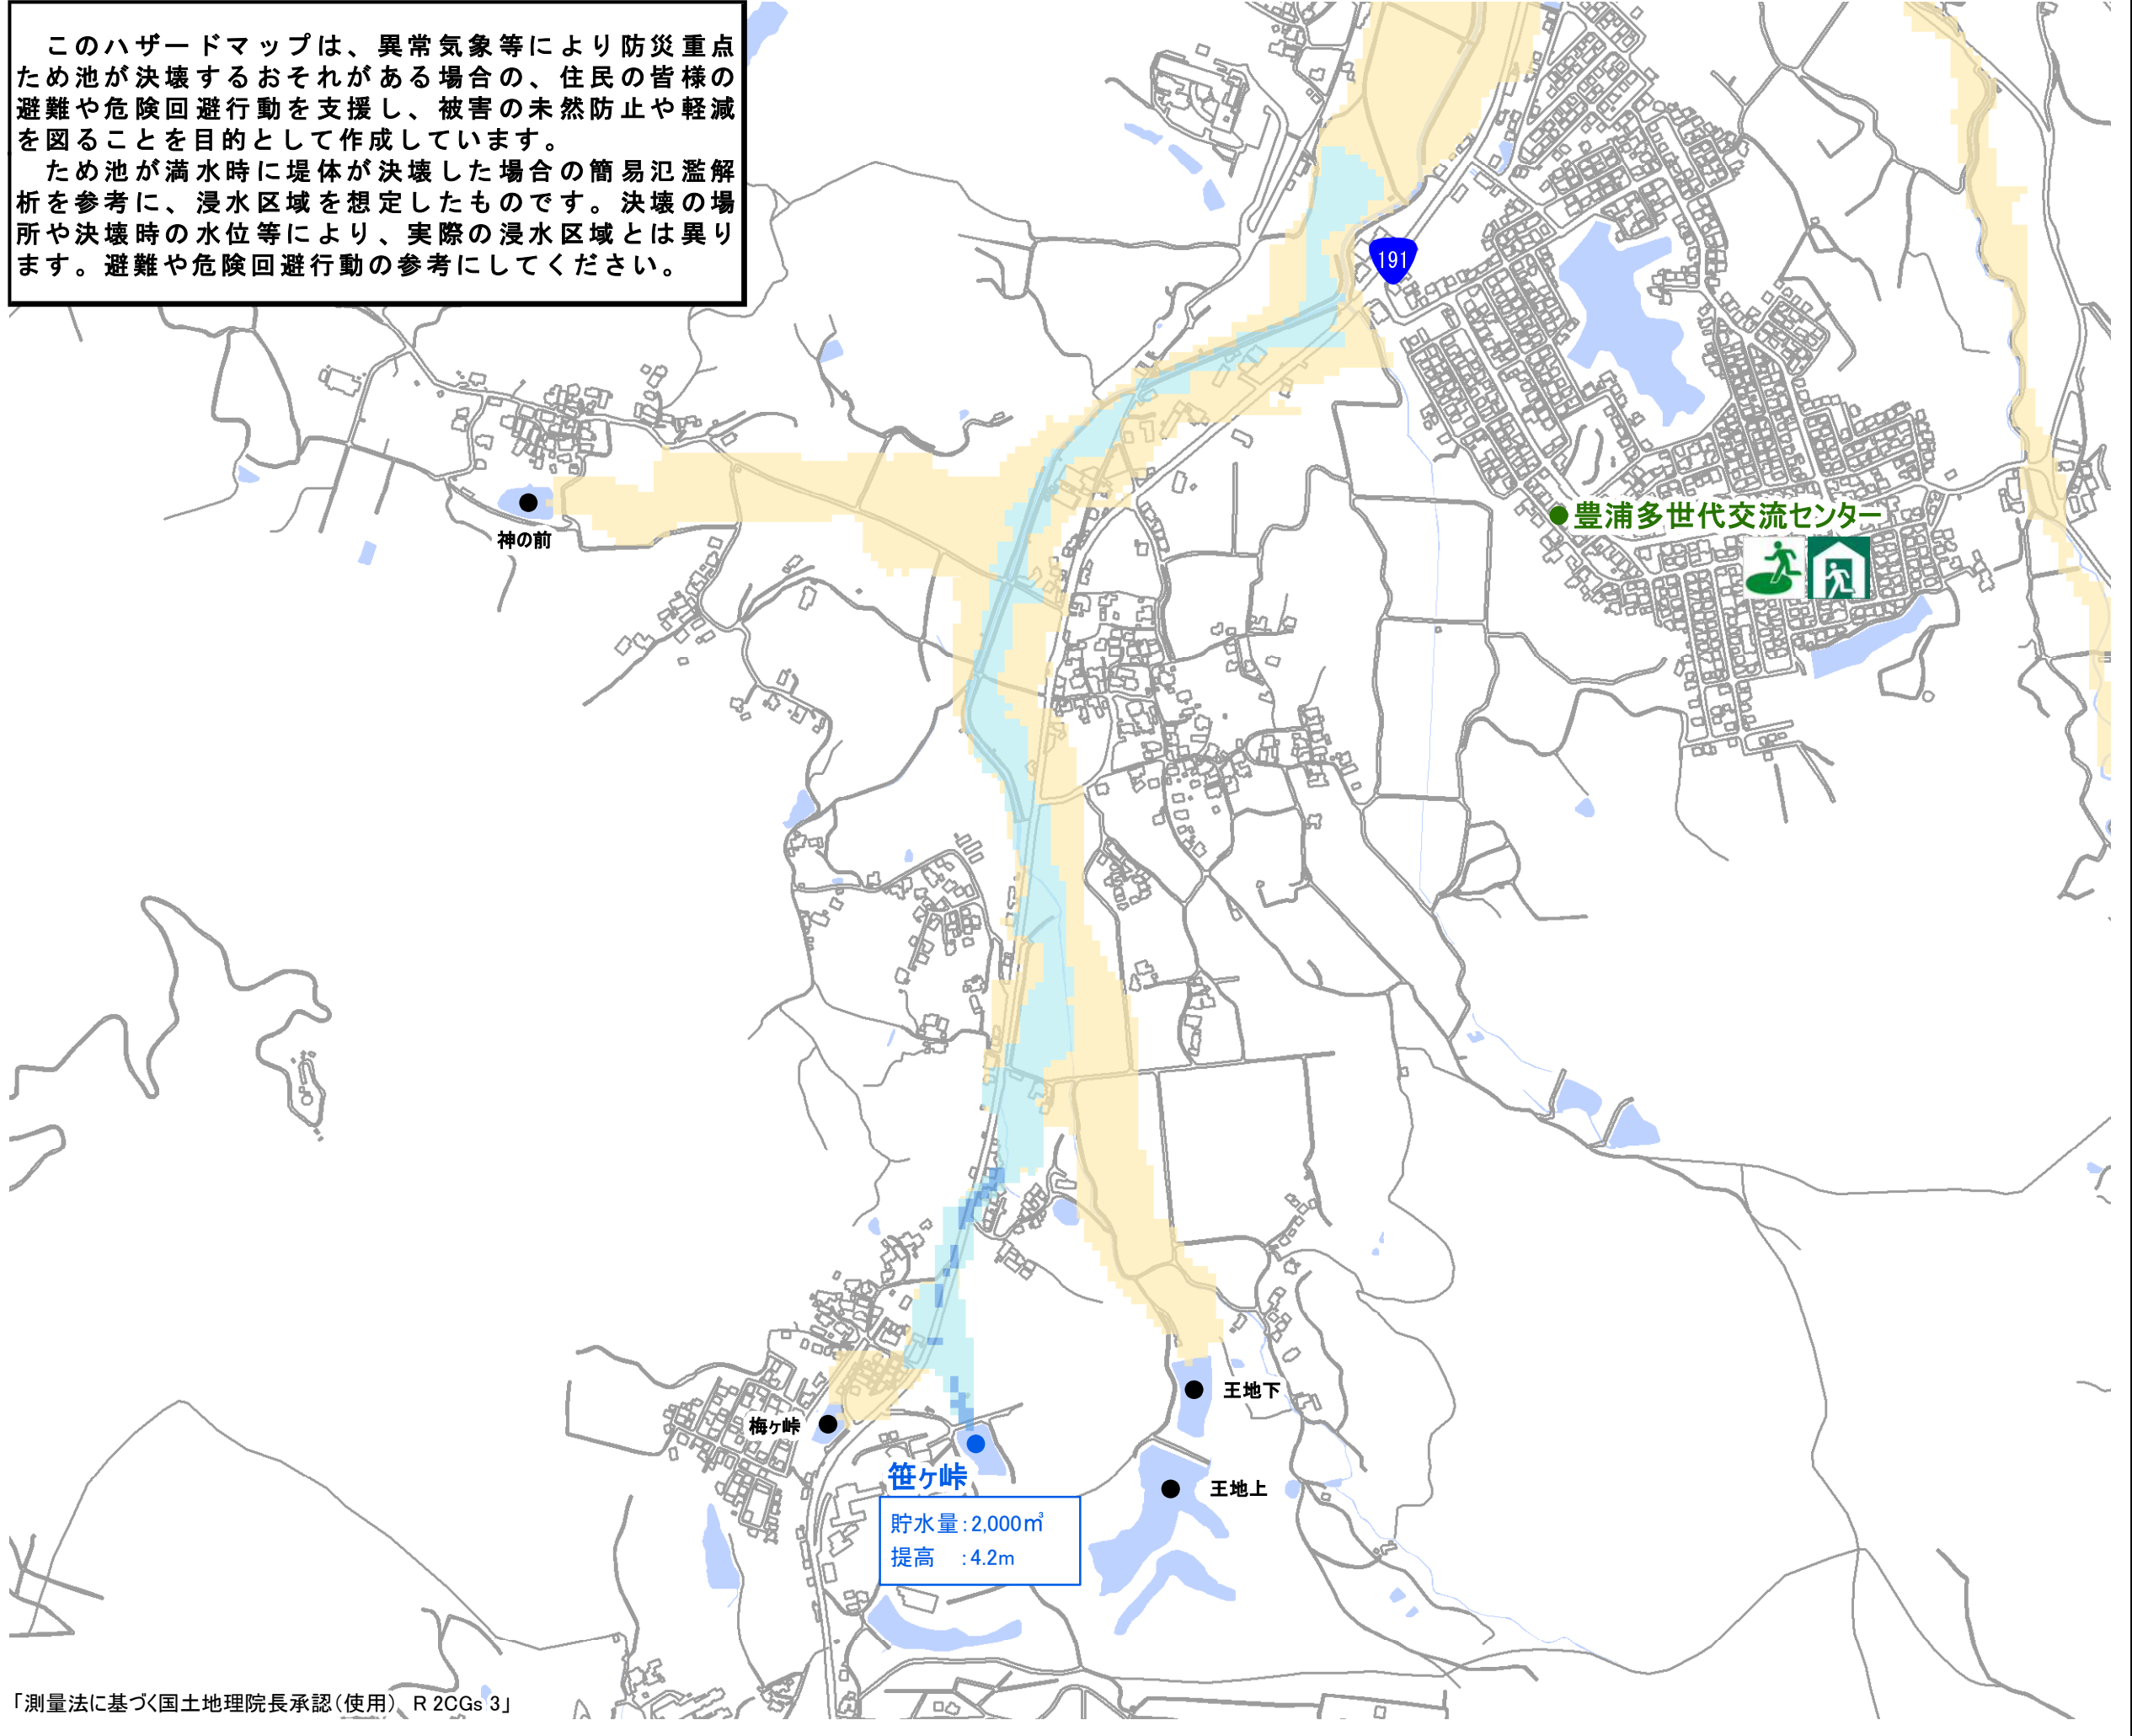 このハザードマップは、異常気象等により防災重点
ため池が決壊するおそれがある場合の、住民の皆様の
避難や危険回避行動を支援し、被害の未然防止や軽減
を図ることを目的として作成しています。
ため池が満水時に堤体が決壊した場合の簡易氾濫解
析を参考に、浸水区域を想定したものです。決壊の場
所や決壊時の水位等により、実際の浸水区域とは異り
ます。避難や危険回避行動の参考にしてください。
191
豊浦多世代交流センター
神の前
王地下
梅ヶ峠
笹ヶ峠
王地上
貯水量:2,000㎥
提高 :4.2m
「測量法に基づく国土地理院長承認(使用) R 2CGs 3」